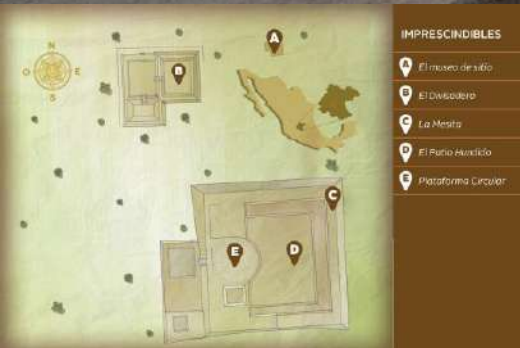 N
O E
S
A
B
C
E D
IMPRESCINDIBLES
A El museo de sitio
B El Divisadero
C La Mesita
D El Patio Hundido
E Plataforma Circular